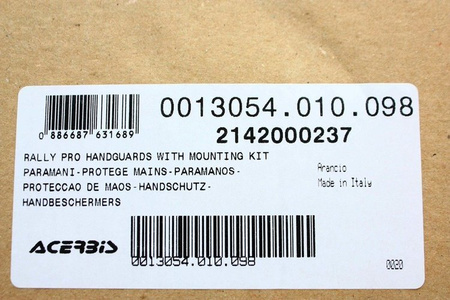 0013054.010.098
0 886687 631689
2142000237
RALLY PRO HANDGUARDS WITH MOUNTING KIT
PARAMANI-PROTEGE MAINS-PARAMANOS-
PROTECCAO DE MAOS-HANDSCHUTZ-
HANDBESCHERMERS
Arancio
Made in Italy
ACERBIS
0013054.010.098
0020